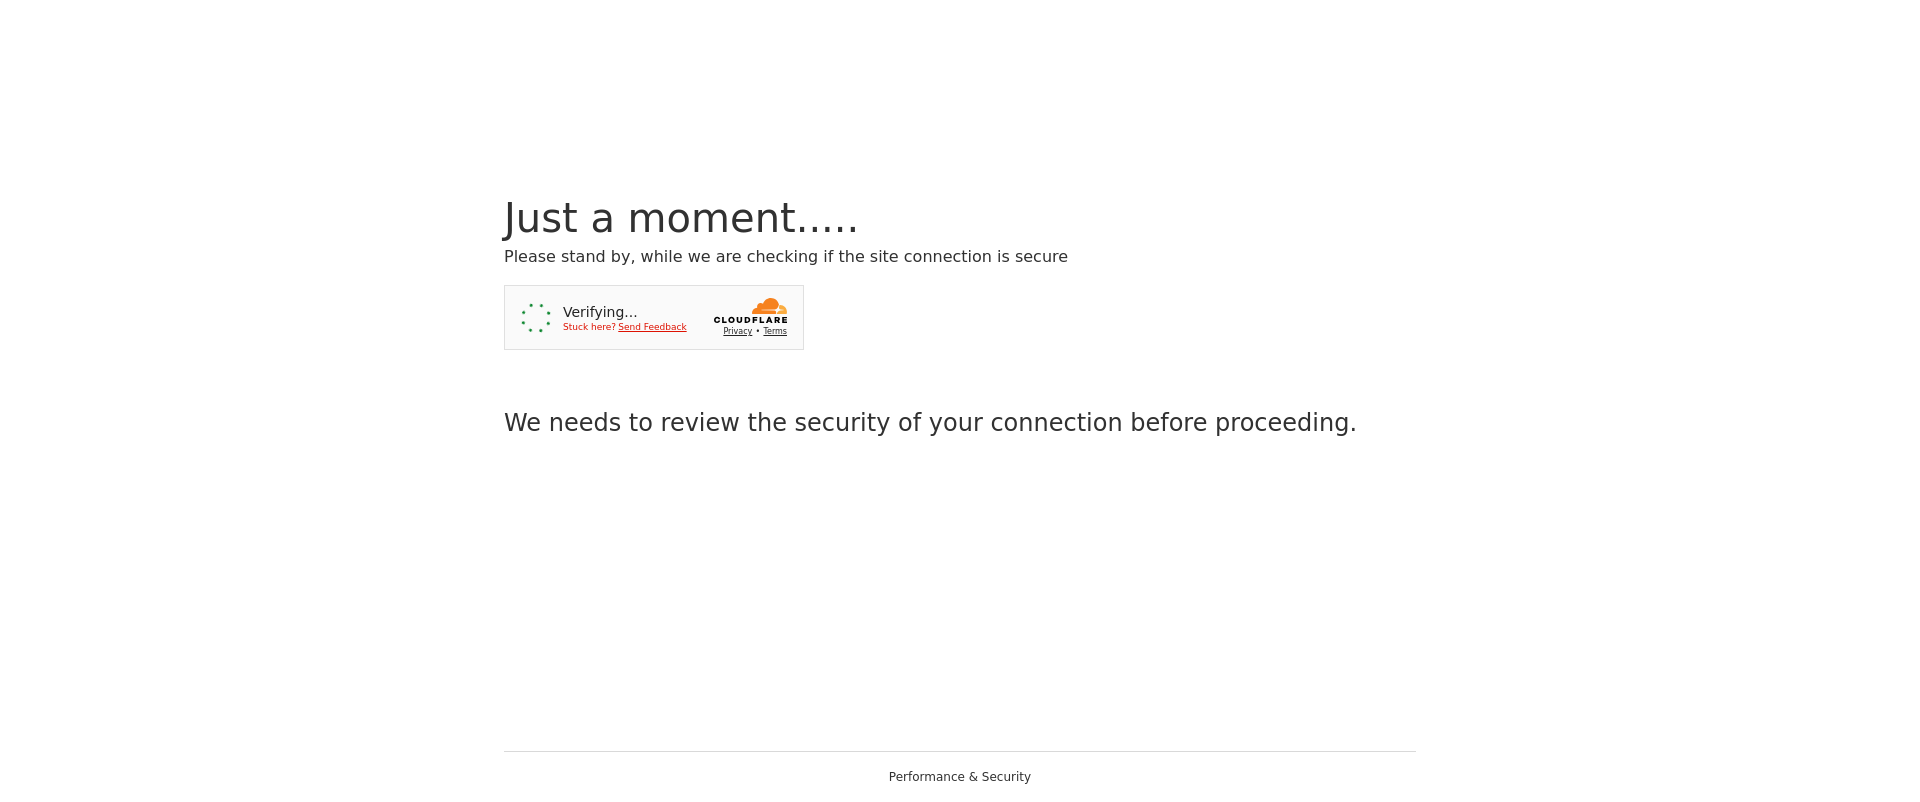 Just a moment.....
Please stand by, while we are checking if the site connection is secure
Verifying...
Stuck here? Send Feedback
CLOUDFLARE
Privacy • Terms
We needs to review the security of your connection before proceeding.
Performance & Security